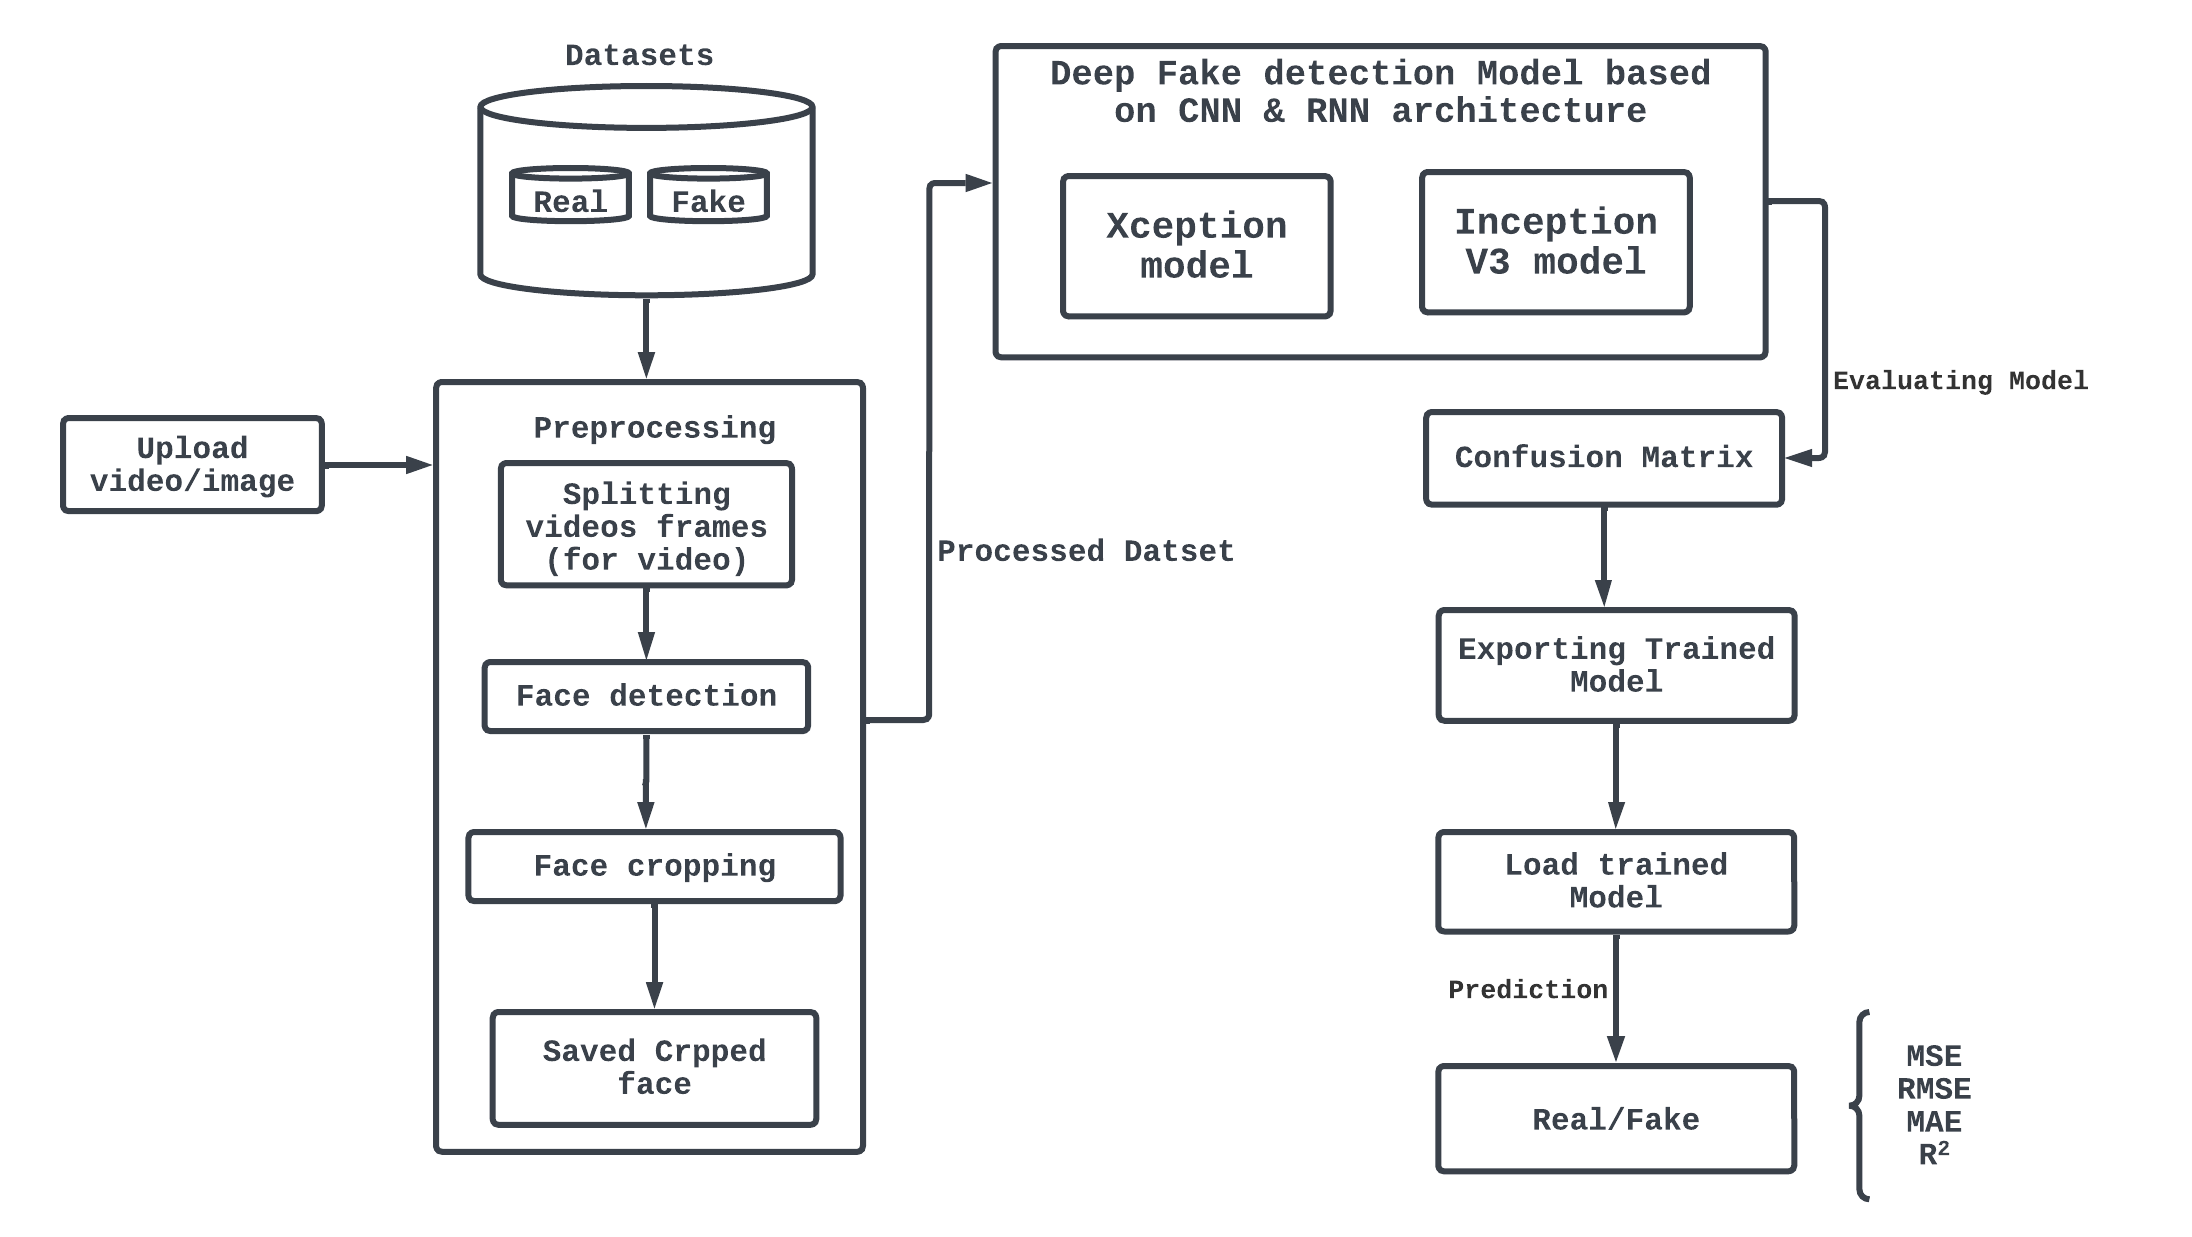 Datasets
Real
Fake
Upload
video/image
Preprocessing
Splitting
videos frames
(for video)
Face detection
Face cropping
Saved Crpped
face
Processed Datset
Deep Fake detection Model based
on CNN & RNN architecture
Xception
model
Inception
V3 model
Evaluating Model
Confusion Matrix
Exporting Trained
Model
Load trained
Model
Prediction
Real/Fake
MSE
RMSE
MAE
R²